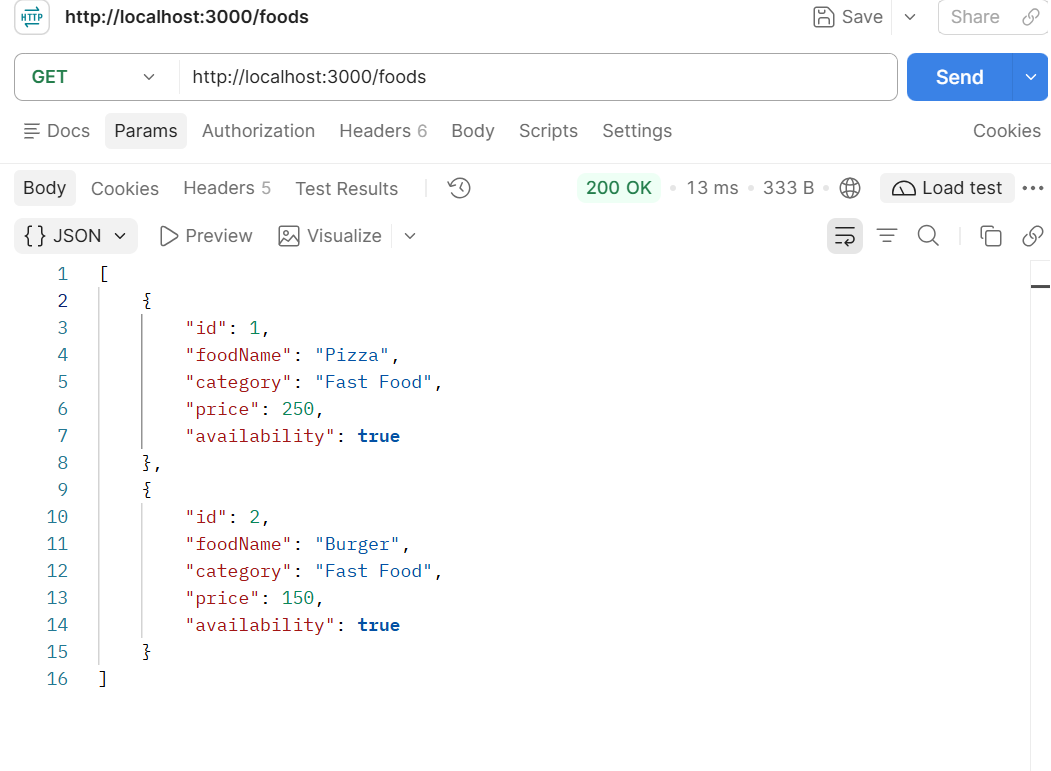 HTTP http://localhost:3000/foods Save Share
GET http://localhost:3000/foods Send
Docs Params Authorization Headers 6 Body Scripts Settings Cookies
Body Cookies Headers 5 Test Results 200 OK • 13 ms • 333 B • Load test •••
{} JSON Preview Visualize
1 [
2 {
3 "id": 1,
4 "foodName": "Pizza",
5 "category": "Fast Food",
6 "price": 250,
7 "availability": true
8 },
9 {
10 "id": 2,
11 "foodName": "Burger",
12 "category": "Fast Food",
13 "price": 150,
14 "availability": true
15 }
16 ]